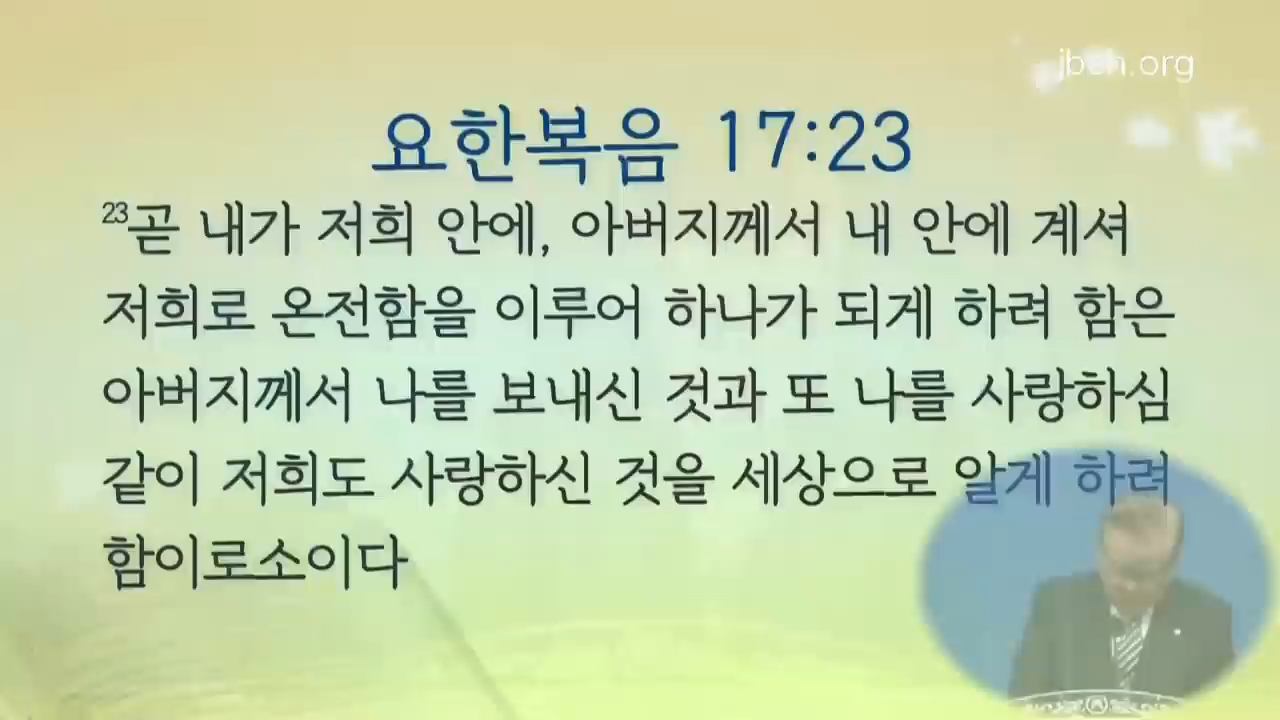 jbch.org
요한복음 17:23
23곧 내가 저희 안에, 아버지께서 내 안에 계셔
저희로 온전함을 이루어 하나가 되게 하려 함은
아버지께서 나를 보내신 것과 또 나를 사랑하심
같이 저희도 사랑하신 것을 세상으로 알게 하려
함이로소이다